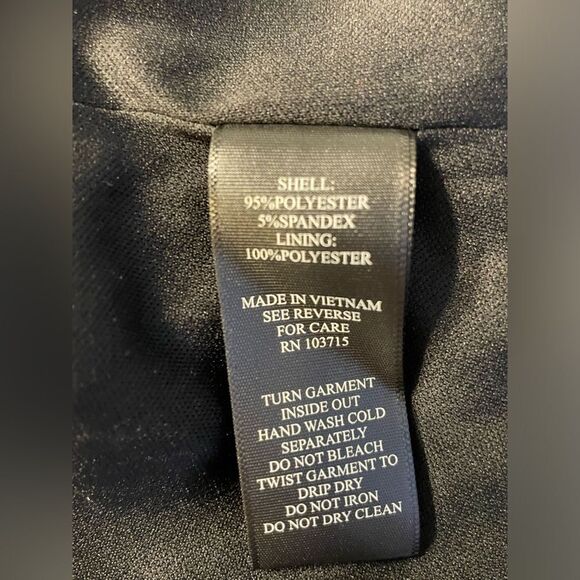 SHELL:
95%POLYESTER
5%SPANDEX
LINING:
100%POLYESTER
MADE IN VIETNAM
SEE REVERSE
FOR CARE
RN 103715
TURN GARMENT
INSIDE OUT
HAND WASH COLD
SEPARATELY
DO NOT BLEACH
TWIST GARMENT TO
DRIP DRY
DO NOT IRON
DO NOT DRY CLEAN